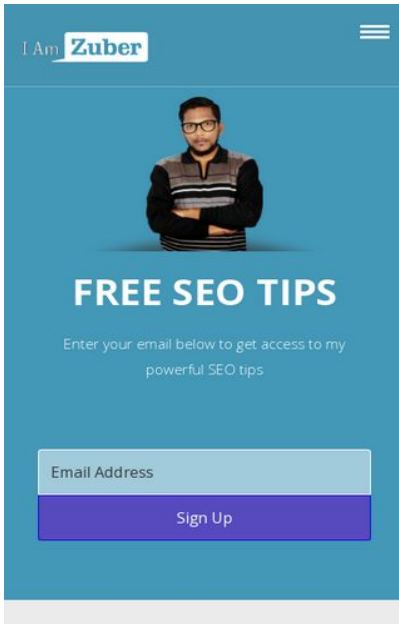 I Am Zuber
FREE SEO TIPS
Enter your email below to get access to my
powerful SEO tips
Email Address
Sign Up